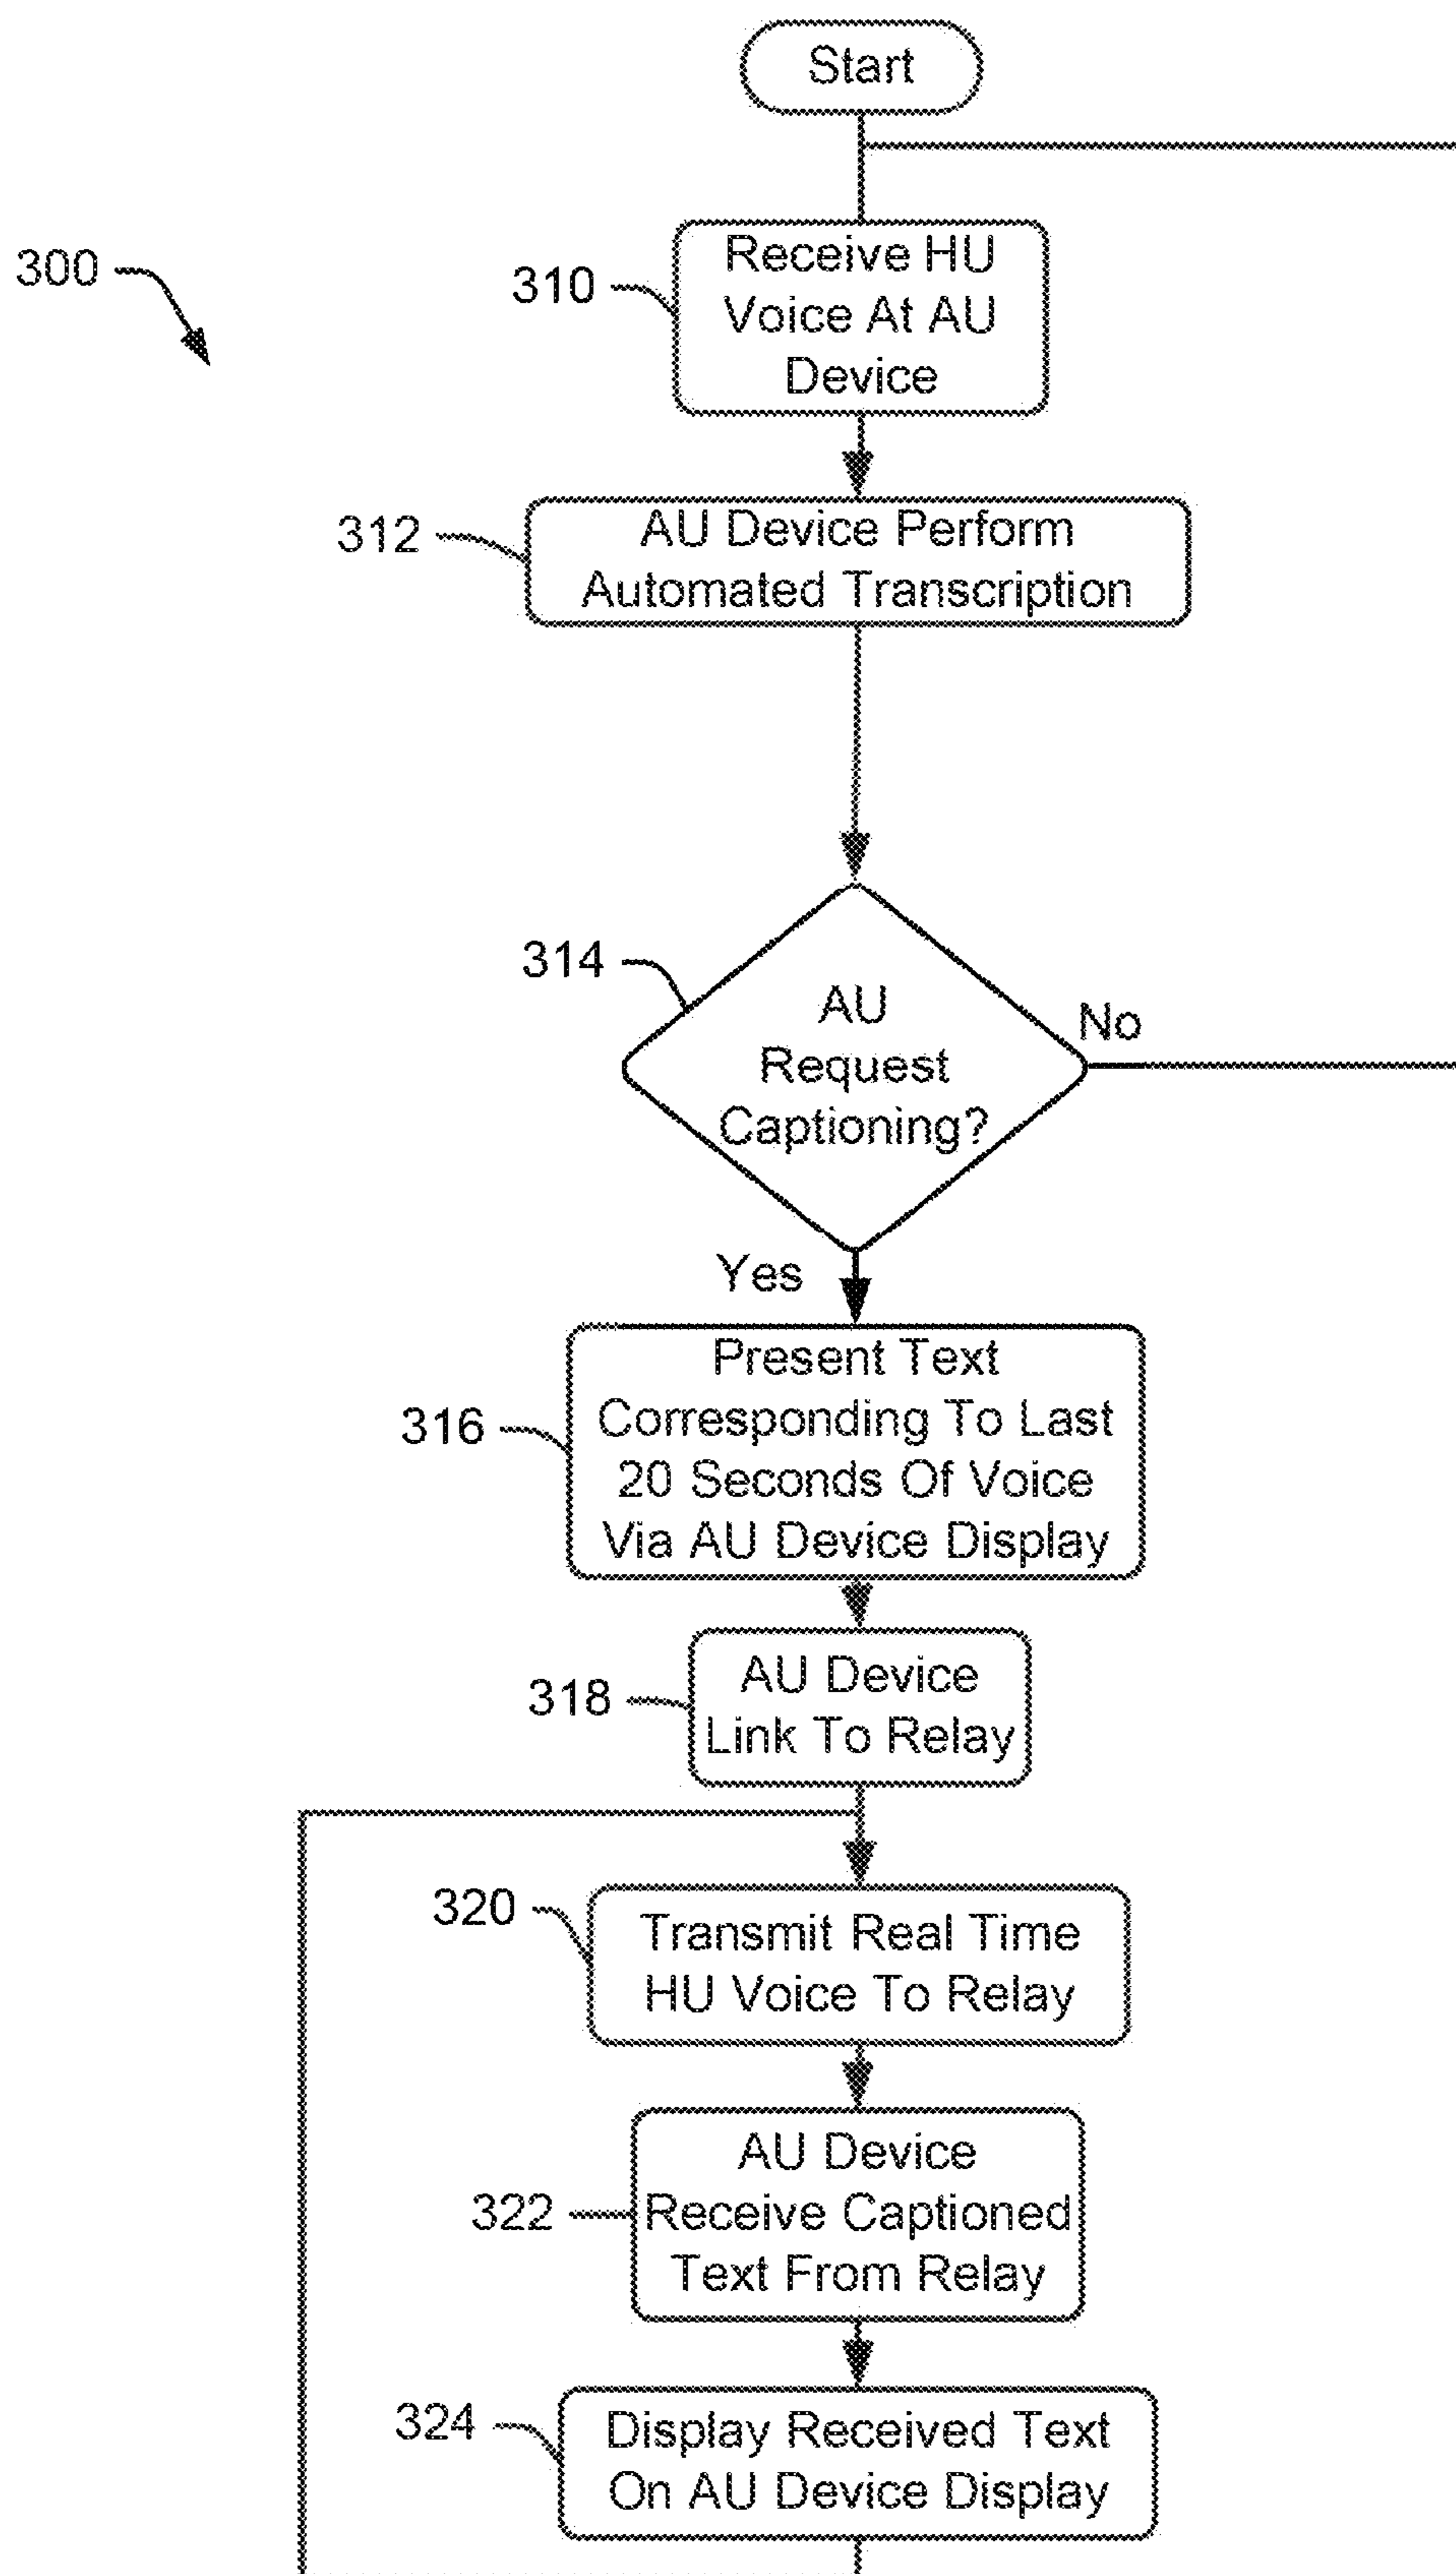 Start
300
310
Receive HU
Voice At AU
Device
312
AU Device Perform
Automated Transcription
314
AU
Request
Captioning?
No
Yes
316
Present Text
Corresponding To Last
20 Seconds Of Voice
Via AU Device Display
318
AU Device
Link To Relay
320
Transmit Real Time
HU Voice To Relay
322
AU Device
Receive Captioned
Text From Relay
324
Display Received Text
On AU Device Display